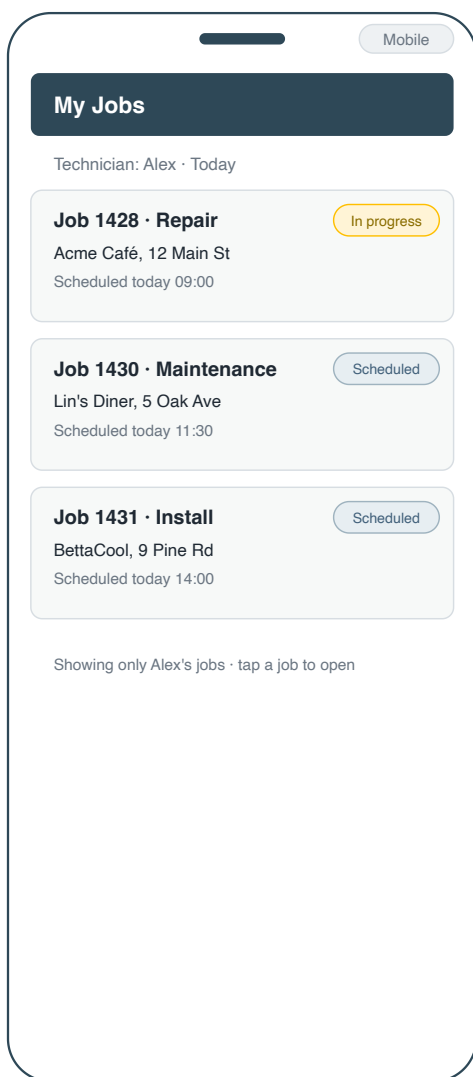 Mobile
My Jobs
Technician: Alex · Today
Job 1428 · Repair
In progress
Acme Café, 12 Main St
Scheduled today 09:00
Job 1430 · Maintenance
Scheduled
Lin's Diner, 5 Oak Ave
Scheduled today 11:30
Job 1431 · Install
Scheduled
BettaCool, 9 Pine Rd
Scheduled today 14:00
Showing only Alex's jobs · tap a job to open